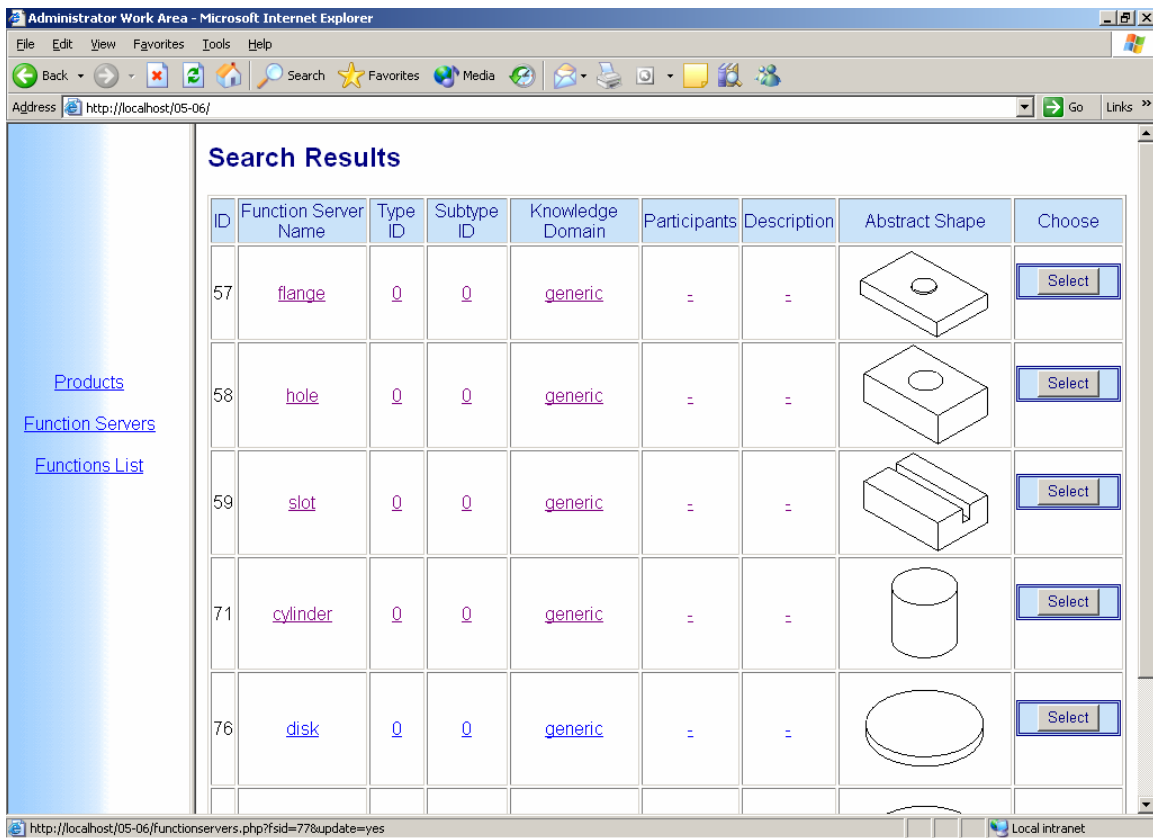 Administrator Work Area - Microsoft Internet Explorer
File Edit View Favorites Tools Help
Back Search Favorites Media
Address http://localhost/05-06/ Go Links »
Search Results
ID Function Server Name Type ID Subtype ID Knowledge Domain Participants Description Abstract Shape Choose
57 flange 0 0 generic - - Select
58 hole 0 0 generic - - Select
59 slot 0 0 generic - - Select
71 cylinder 0 0 generic - - Select
76 disk 0 0 generic - - Select
Products
Function Servers
Functions List
http://localhost/05-06/functionservers.php?fsid=77&update=yes Local intranet